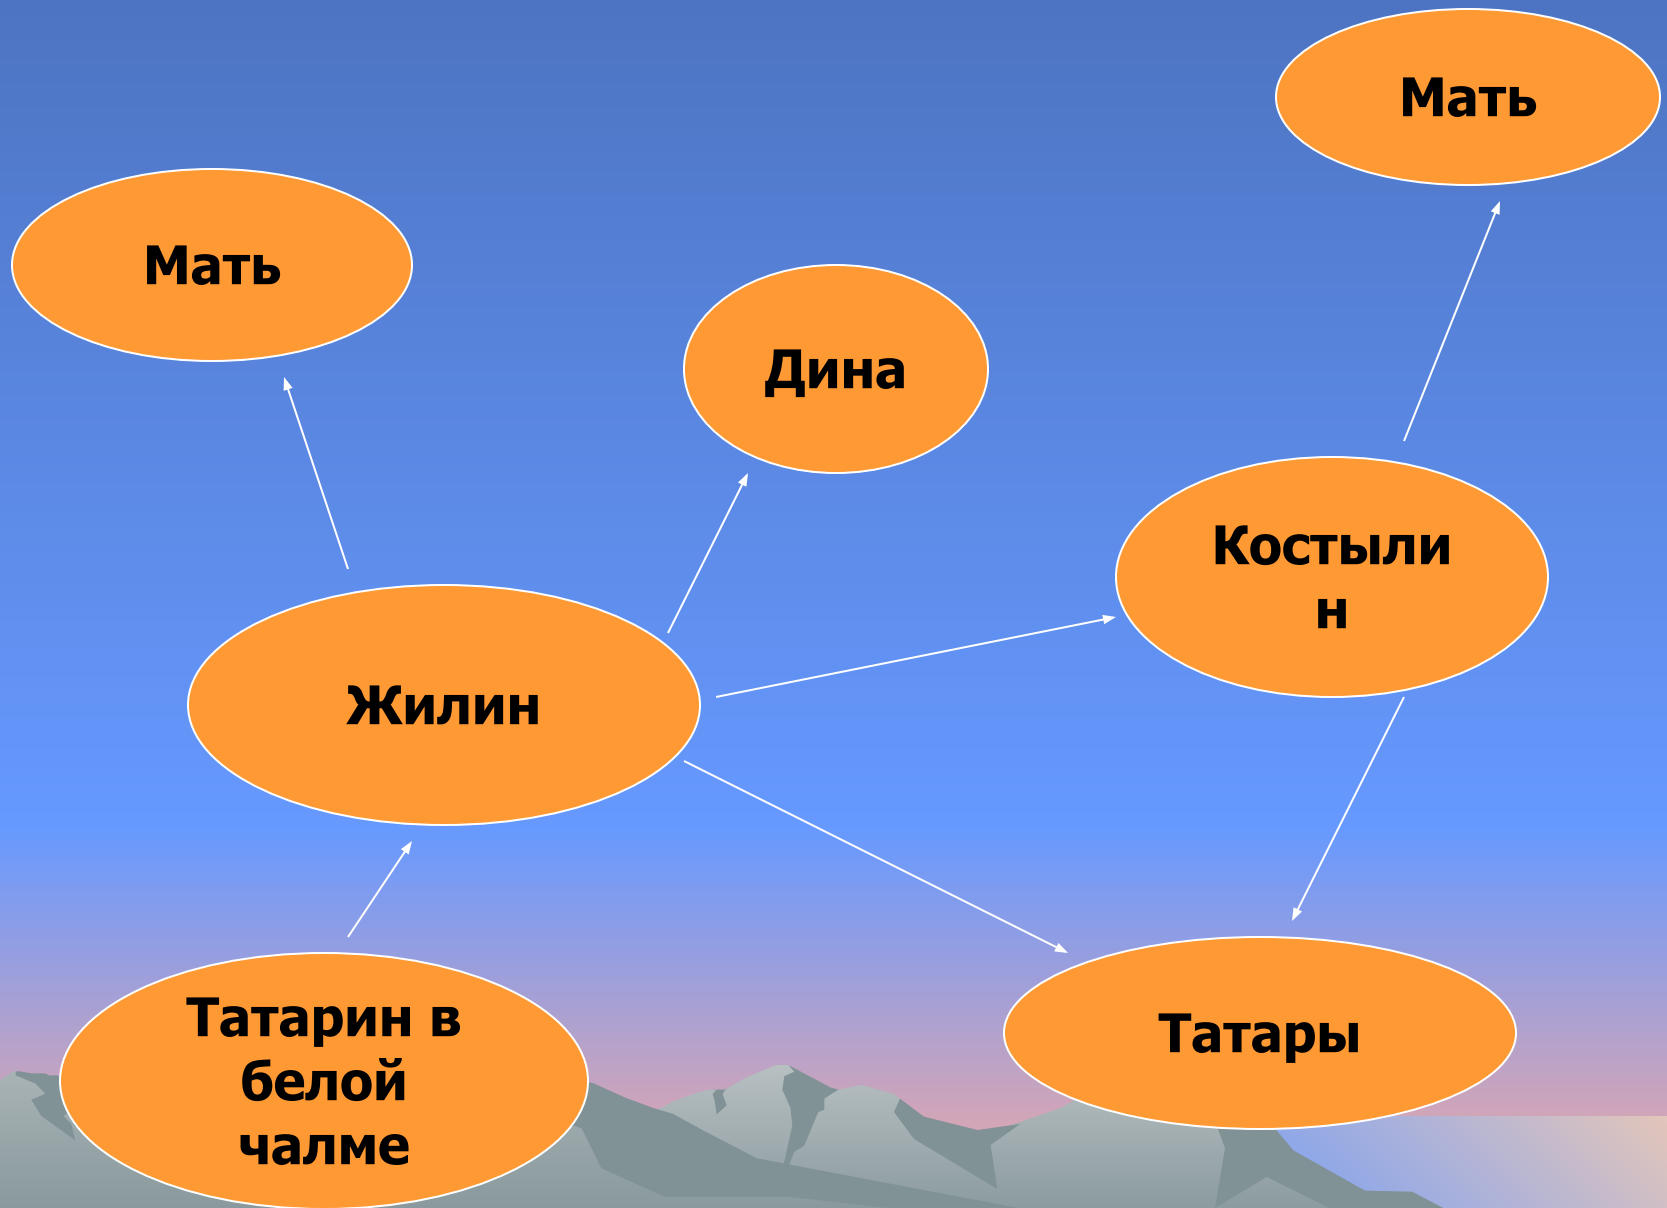 Мать
Мать
Дина
Костыли
н
Жилин
Татарин в
белой
чалме
Татары